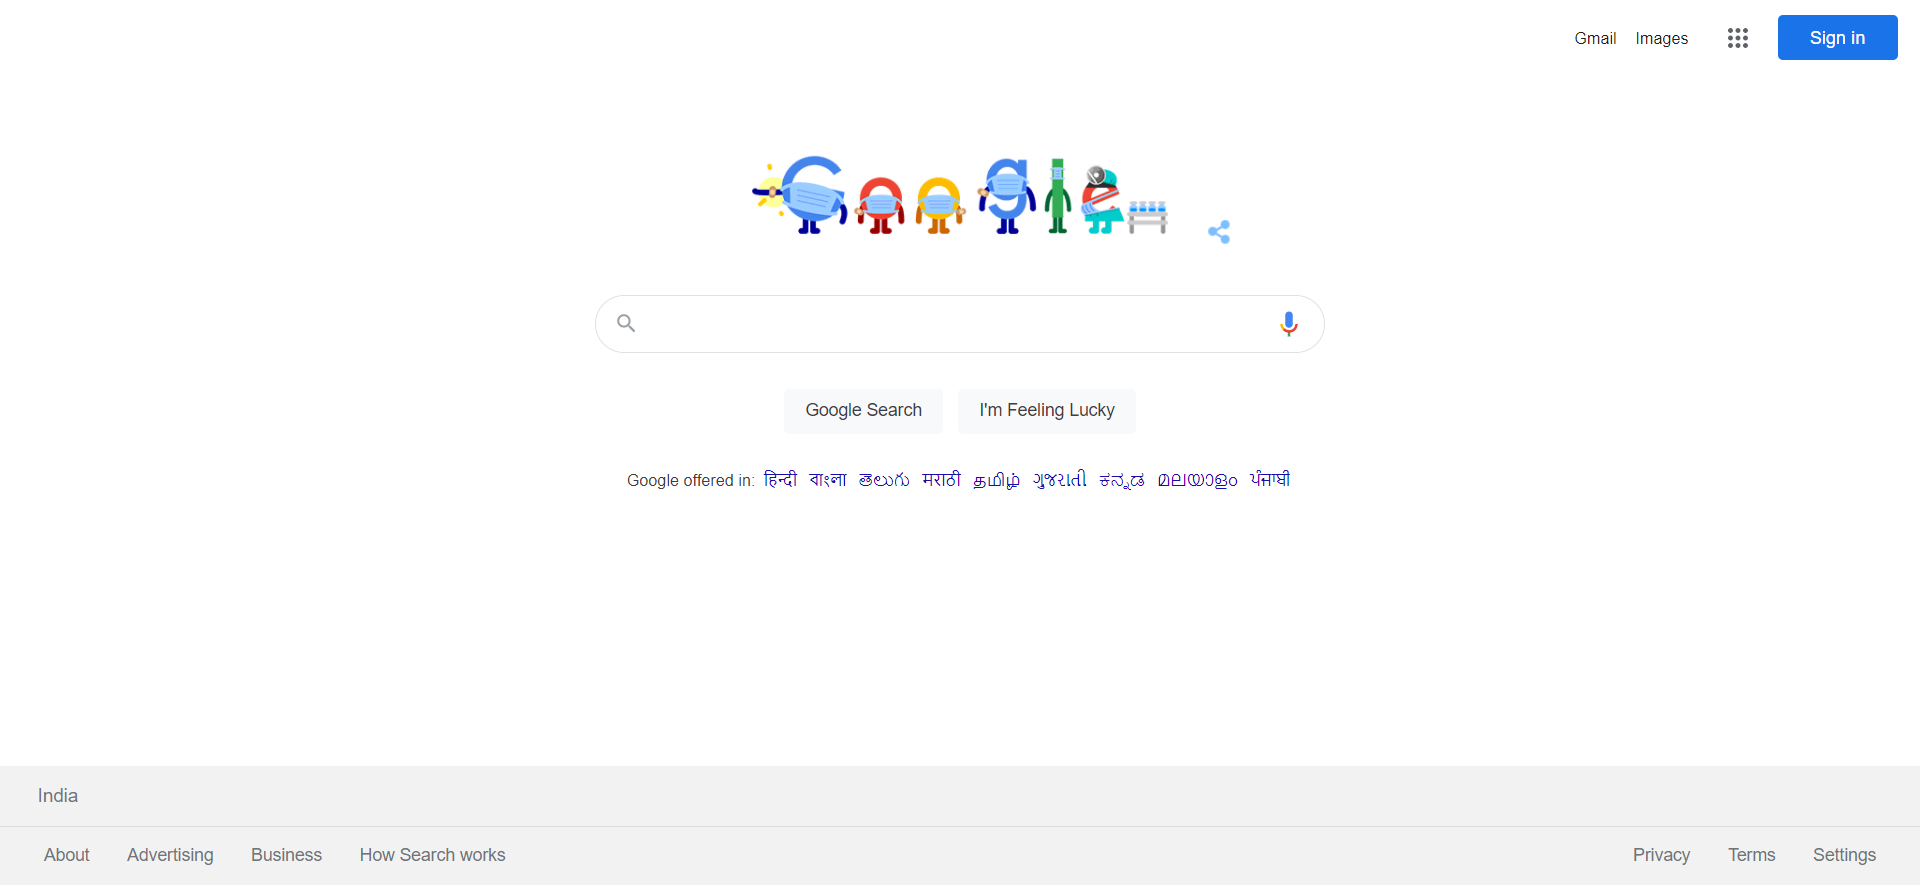 Gmail Images Sign in
Google
Google Search I'm Feeling Lucky
Google offered in: हिन्दी বাংলা తెలుగు मराठी தமிழ் ગુજરાતી ಕನ್ನಡ മലയാളം ਪੰਜਾਬੀ
India
About Advertising Business How Search works Privacy Terms Settings